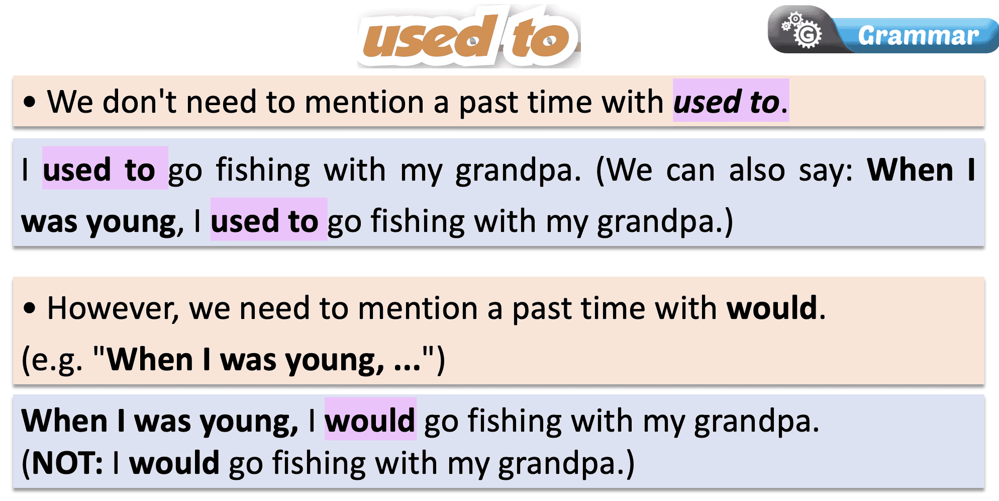 used to
G Grammar
• We don't need to mention a past time with used to.
I used to go fishing with my grandpa. (We can also say: When I
was young, I used to go fishing with my grandpa.)
• However, we need to mention a past time with would.
(e.g. "When I was young, ...")
When I was young, I would go fishing with my grandpa.
(NOT: I would go fishing with my grandpa.)